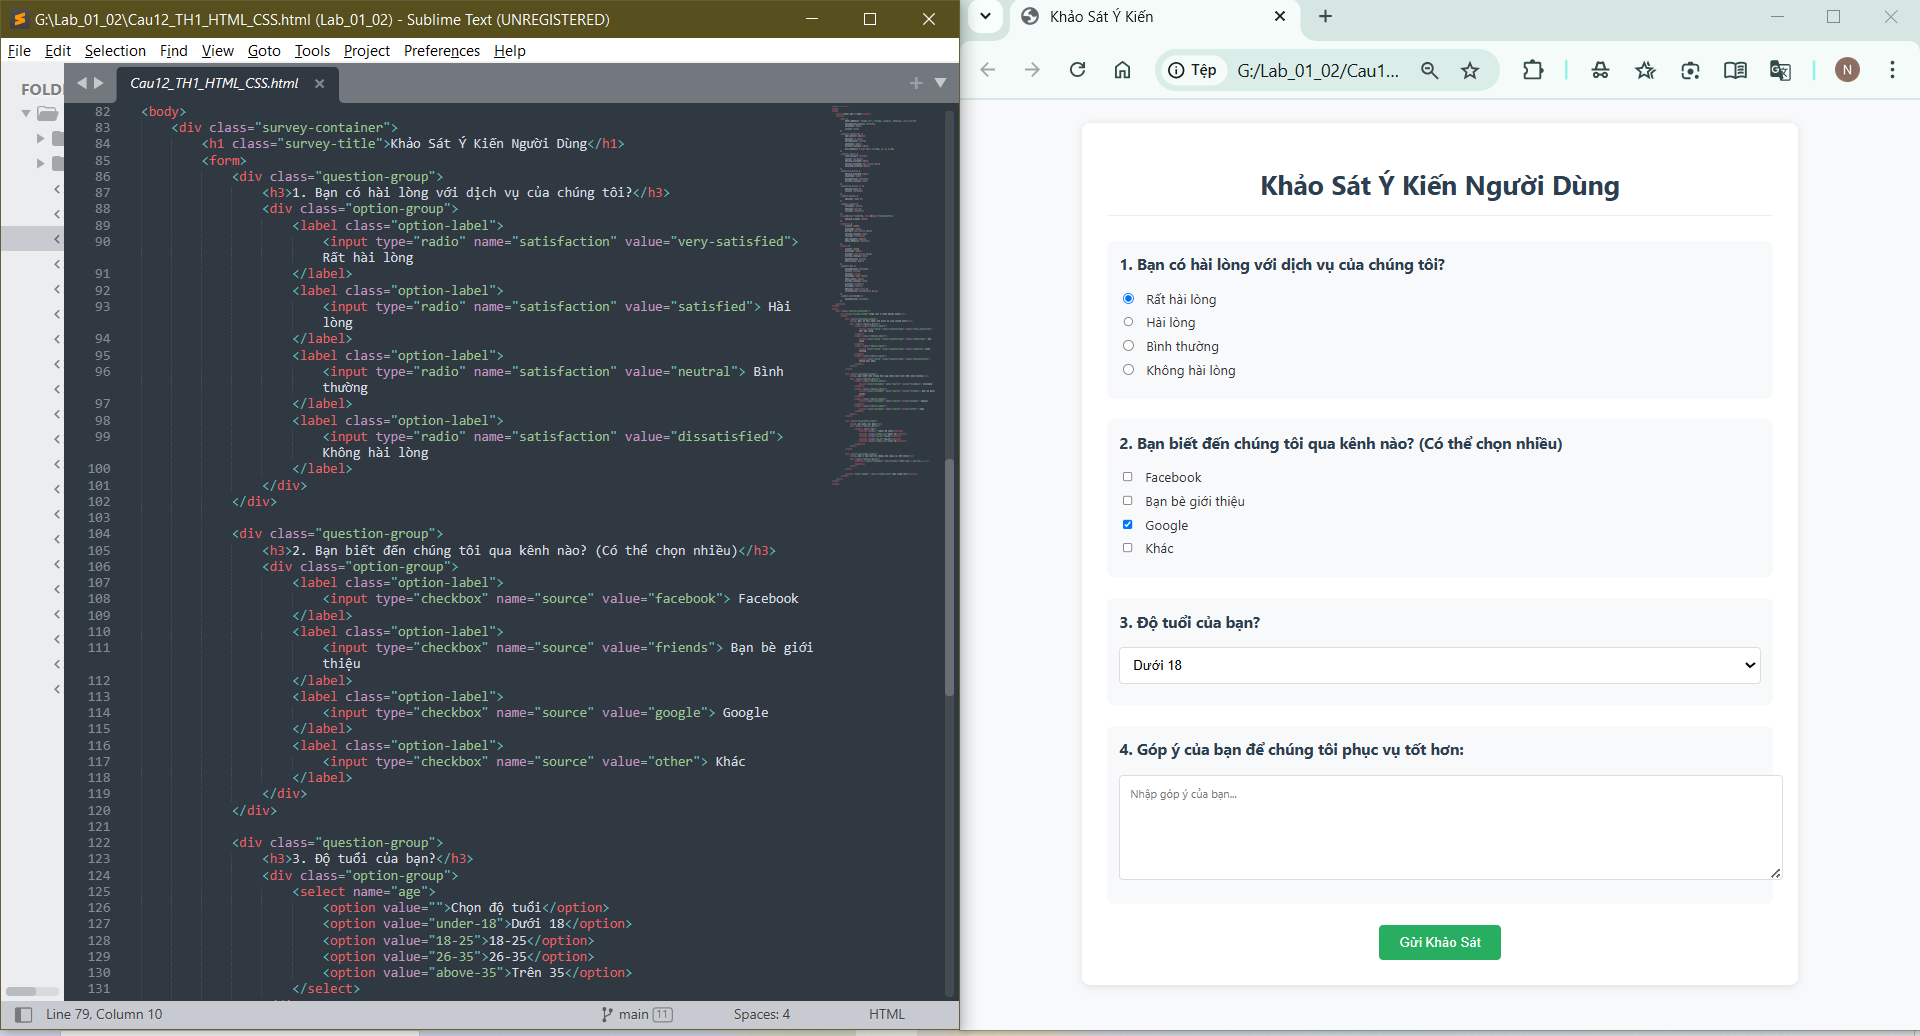 G:\Lab_01_02\Cau12_TH1_HTML_CSS.html (Lab_01_02) - Sublime Text (UNREGISTERED)
File Edit Selection Find View Goto Tools Project Preferences Help
FOLD
Cau12_TH1_HTML_CSS.html
82 <body>
83 <div class="survey-container">
84 <h1 class="survey-title">Khảo Sát Ý Kiến Người Dùng</h1>
85 <form>
86 <div class="question-group">
87 <h3>1. Bạn có hài lòng với dịch vụ của chúng tôi?</h3>
88 <div class="option-group">
89 <label class="option-label">
90 <input type="radio" name="satisfaction" value="very-satisfied">
Rất hài lòng
91 </label>
92 <label class="option-label">
93 <input type="radio" name="satisfaction" value="satisfied"> Hài
lòng
94 </label>
95 <label class="option-label">
96 <input type="radio" name="satisfaction" value="neutral"> Bình
thường
97 </label>
98 <label class="option-label">
99 <input type="radio" name="satisfaction" value="dissatisfied">
Không hài lòng
100 </label>
101 </div>
102 </div>
103
104 <div class="question-group">
105 <h3>2. Bạn biết đến chúng tôi qua kênh nào? (Có thể chọn nhiều)</h3>
106 <div class="option-group">
107 <label class="option-label">
108 <input type="checkbox" name="source" value="facebook"> Facebook
109 </label>
110 <label class="option-label">
111 <input type="checkbox" name="source" value="friends"> Bạn bè giới
thiệu
112 </label>
113 <label class="option-label">
114 <input type="checkbox" name="source" value="google"> Google
115 </label>
116 <label class="option-label">
117 <input type="checkbox" name="source" value="other"> Khác
118 </label>
119 </div>
120 </div>
121
122 <div class="question-group">
123 <h3>3. Độ tuổi của bạn?</h3>
124 <div class="option-group">
125 <select name="age">
126 <option value="">Chọn độ tuổi</option>
127 <option value="under-18">Dưới 18</option>
128 <option value="18-25">18-25</option>
129 <option value="26-35">26-35</option>
130 <option value="above-35">Trên 35</option>
131 </select>
Line 79, Column 10 main 11 Spaces: 4 HTML
Khảo Sát Ý Kiến
Tệp G:/Lab_01_02/Cau1... N
Khảo Sát Ý Kiến Người Dùng
1. Bạn có hài lòng với dịch vụ của chúng tôi?
Rất hài lòng
Hài lòng
Bình thường
Không hài lòng
2. Bạn biết đến chúng tôi qua kênh nào? (Có thể chọn nhiều)
Facebook
Bạn bè giới thiệu
Google
Khác
3. Độ tuổi của bạn?
Dưới 18
4. Góp ý của bạn để chúng tôi phục vụ tốt hơn:
Nhập góp ý của bạn...
Gửi Khảo Sát